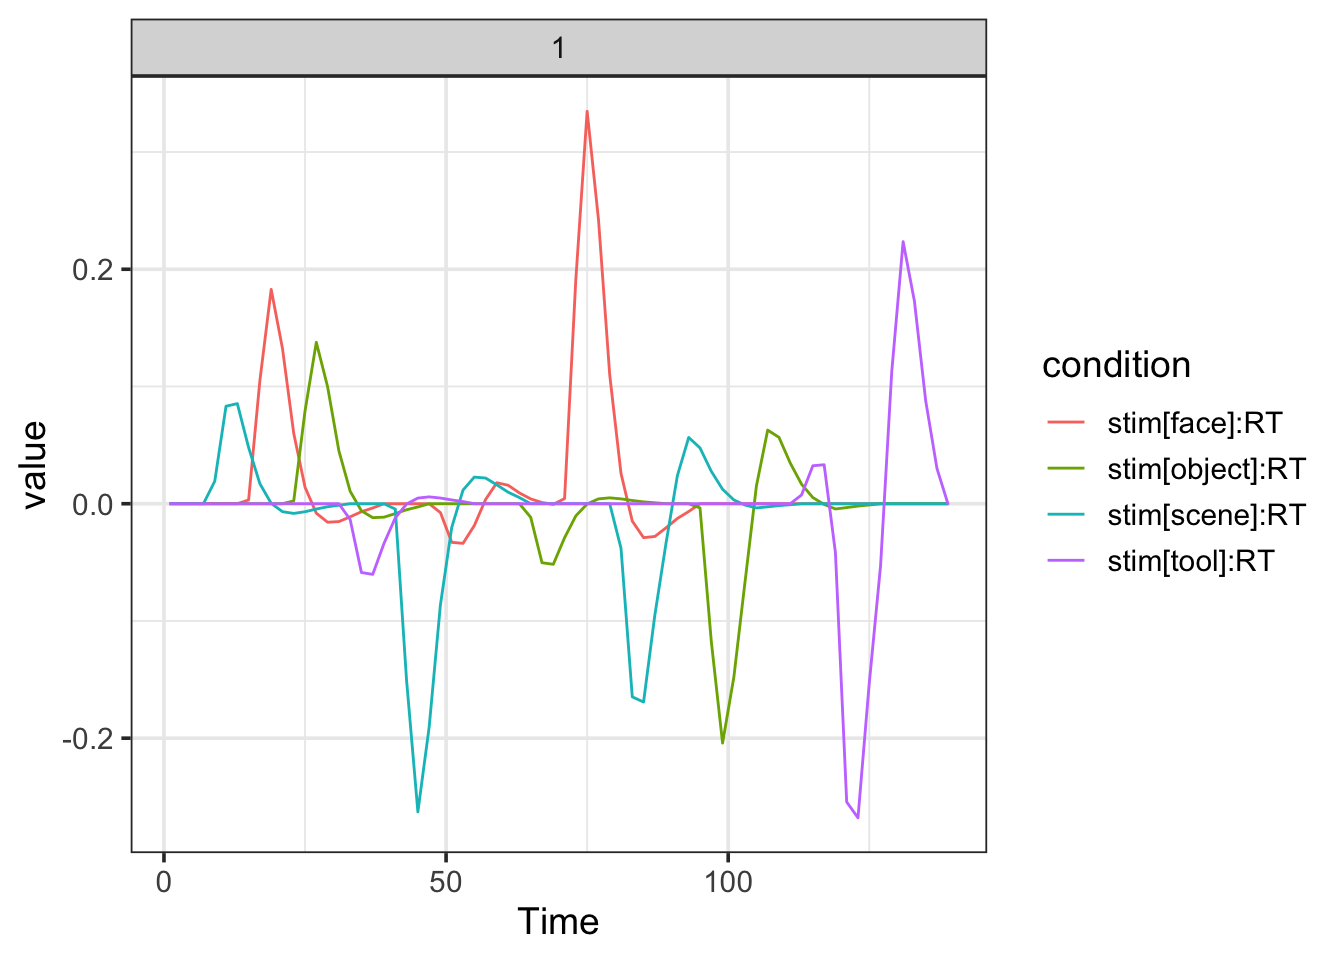 1
0.2
0.0
-0.2
value
0
50
100
Time
condition
stim[face]:RT
stim[object]:RT
stim[scene]:RT
stim[tool]:RT